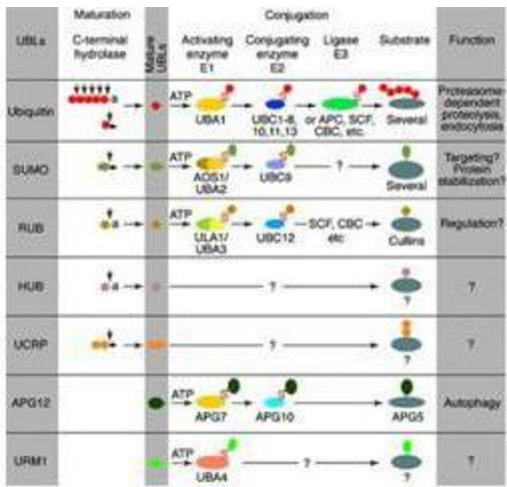 Maturation
Conjugation
UBLs
C-terminal
hydrolase
Mature
UBLs
Activating
enzyme
E1
Conjugating
enzyme
E2
Ligase
E3
Substrate
Function
Ubiquitin
a
ATP
UBA1
UBC1-8,
10,11,13
or APC, SCF,
CBC, etc.
Several
Proteasome-
dependent
proteolysis,
endocytosis
SUMO
ATP
AOS1/
UBA2
UBC9
?
Several
Targeting?
Protein
stabilization?
RUB
a
ATP
ULA1/
UBA3
UBC12
SCF, CBC
etc
Cullins
Regulation?
HUB
a
?
?
?
UCRP
?
?
APG12
ATP
APG7
APG10
APG5
Autophagy
URM1
ATP
UBA4
?
?
?